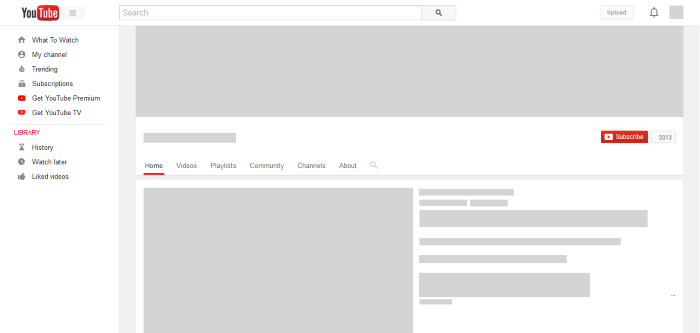 YouTube
Search
Upload
What To Watch
My channel
Trending
Subscriptions
Get YouTube Premium
Get YouTube TV
LIBRARY
History
Watch later
Liked videos
Subscribe 2013
Home Videos Playlists Community Channels About
...